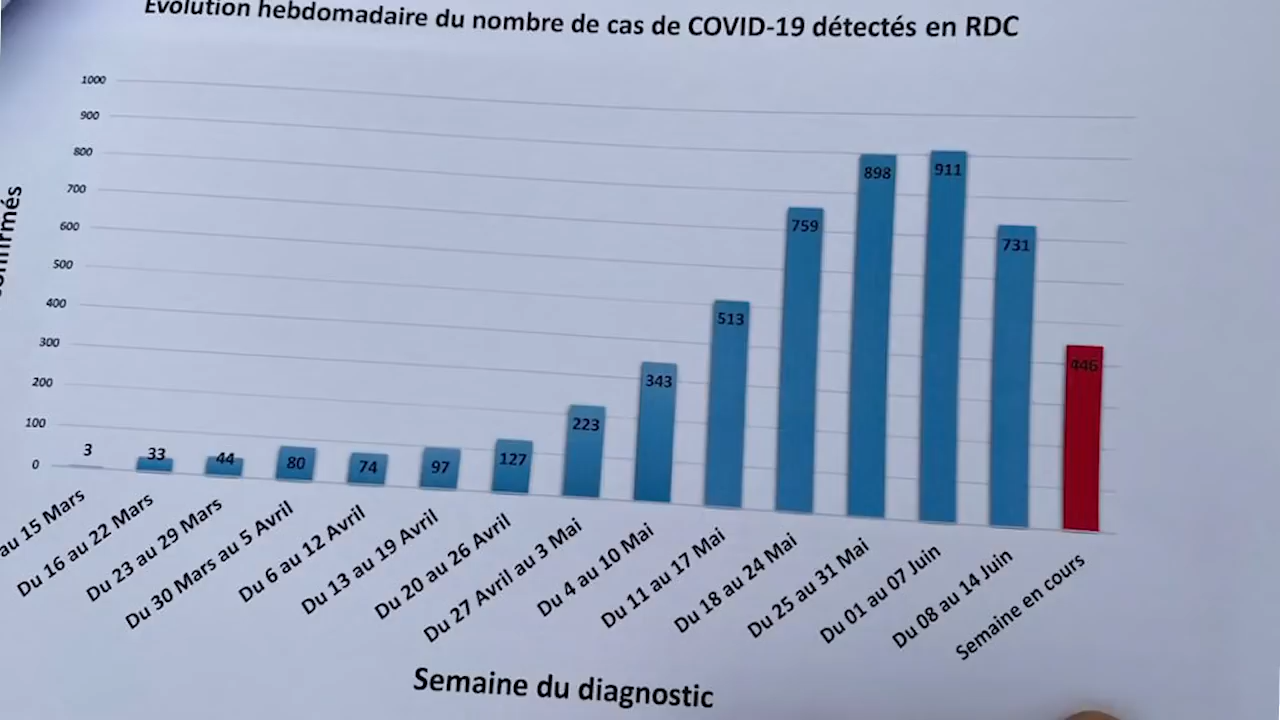 Evolution hebdomadaire du nombre de cas de COVID-19 détectés en RDC
1000
900
800
700
600
500
400
300
200
100
0
3
33
44
80
74
97
127
223
343
513
759
898
911
731
446
au 15 Mars
Du 16 au 22 Mars
Du 23 au 29 Mars
Du 30 Mars au 5 Avril
Du 6 au 12 Avril
Du 13 au 19 Avril
Du 20 au 26 Avril
Du 27 Avril au 3 Mai
Du 4 au 10 Mai
Du 11 au 17 Mai
Du 18 au 24 Mai
Du 25 au 31 Mai
Du 01 au 07 Juin
Du 08 au 14 Juin
Semaine en cours
Semaine du diagnostic